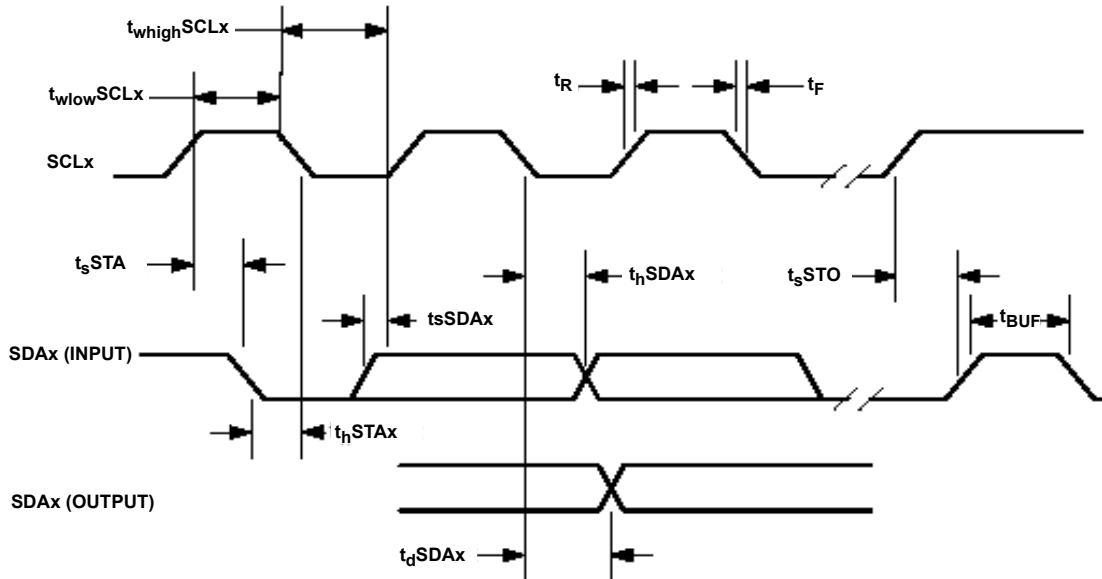 twhighSCLx
twlowSCLx
tR
tF
SCLx
tsSTA
thSDAx
tsSTO
tsSDAx
tBUF
SDAx (INPUT)
thSTAx
SDAx (OUTPUT)
tdSDAx